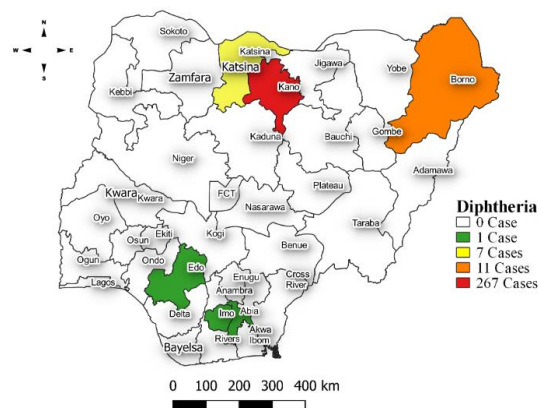 N
W E
S
Sokoto
Katsina
Katsina
Zamfara
Kebbi
Kano
Jigawa
Yobe
Borno
Kaduna
Bauchi
Gombe
Adamawa
Niger
Kwara
Kwara
FCT
Nasarawa
Plateau
Taraba
Oyo
Osun
Ekiti
Kogi
Benue
Ogun
Ondo
Edo
Lagos
Enugu
Anambra
Cross
River
Delta
Imo
Abia
Bayelsa
Rivers
Akwa
Ibom
Diphtheria
0 Case
1 Case
7 Cases
11 Cases
267 Cases
0 100 200 300 400 km